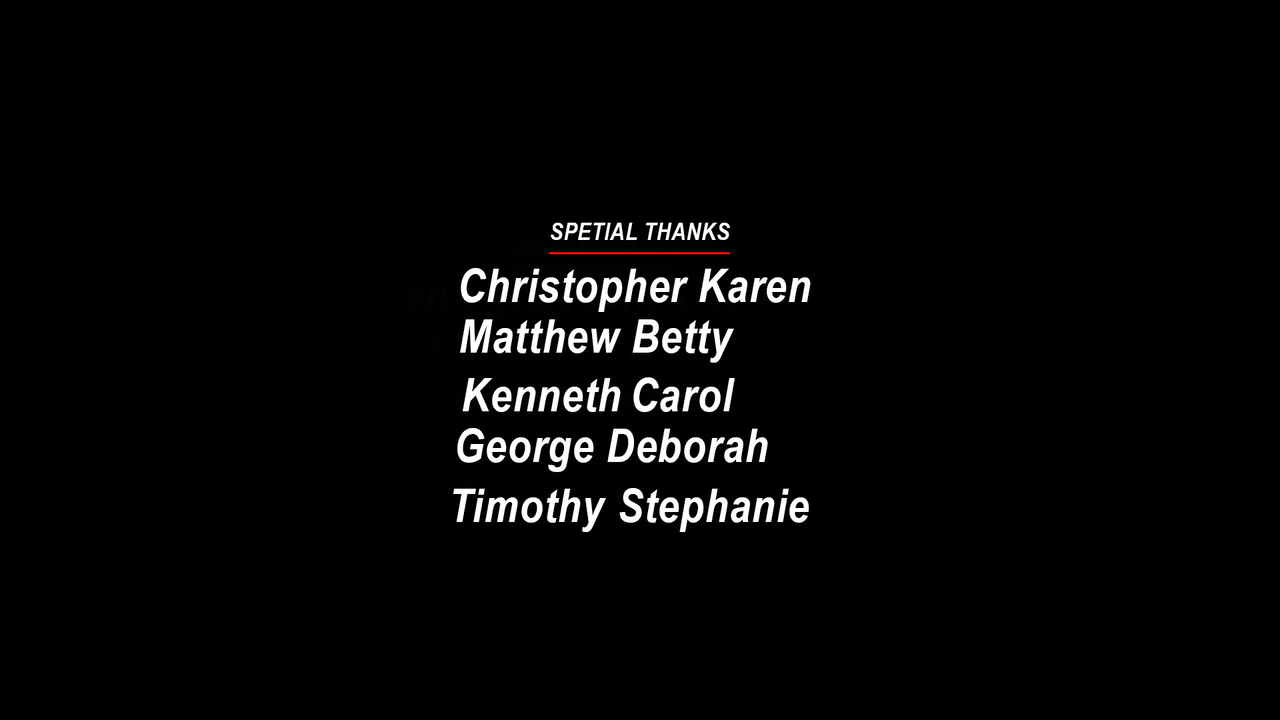 SPETIAL THANKS
Christopher Karen
Matthew Betty
Kenneth Carol
George Deborah
Timothy Stephanie